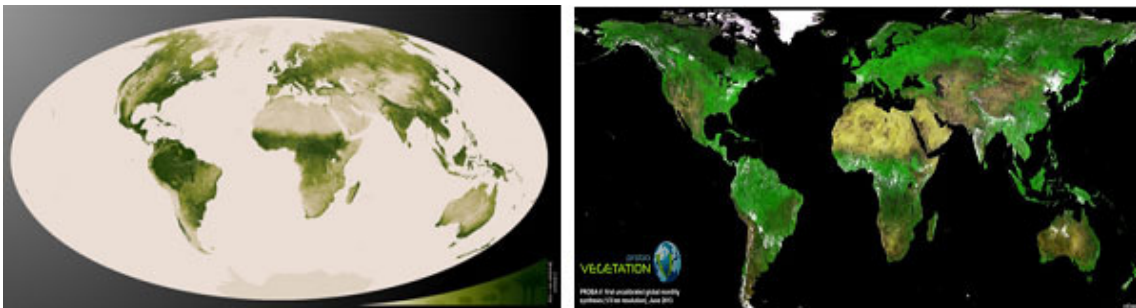 proba
VEGETATION
PROBA-V first uncalibrated global monthly
synthesis (1/3 km resolution), June 2013